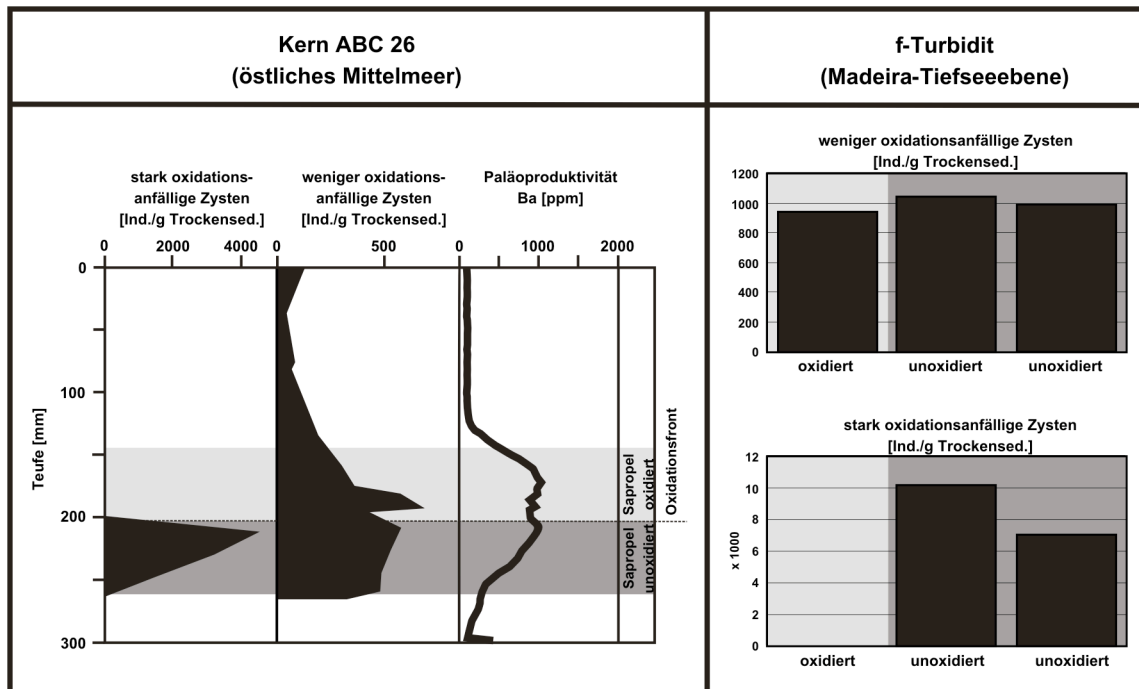 Kern ABC 26
(östliches Mittelmeer)
f-Turbidit
(Madeira-Tiefseeebene)
stark oxidations-
anfällige Zysten
[Ind./g Trockensed.]
0 2000 4000
weniger oxidations-
anfällige Zysten
[Ind./g Trockensed.]
0 500
Paläoproduktivität
Ba [ppm]
0 1000 2000
Teufe [mm]
0
100
200
300
Sapropel
oxidiert
Sapropel
unoxidiert
Oxidationsfront
weniger oxidationsanfällige Zysten
[Ind./g Trockensed.]
1200
1000
800
600
400
200
0
oxidiert unoxidiert unoxidiert
stark oxidationsanfällige Zysten
[Ind./g Trockensed.]
x 1000
12
10
8
6
4
2
0
oxidiert unoxidiert unoxidiert